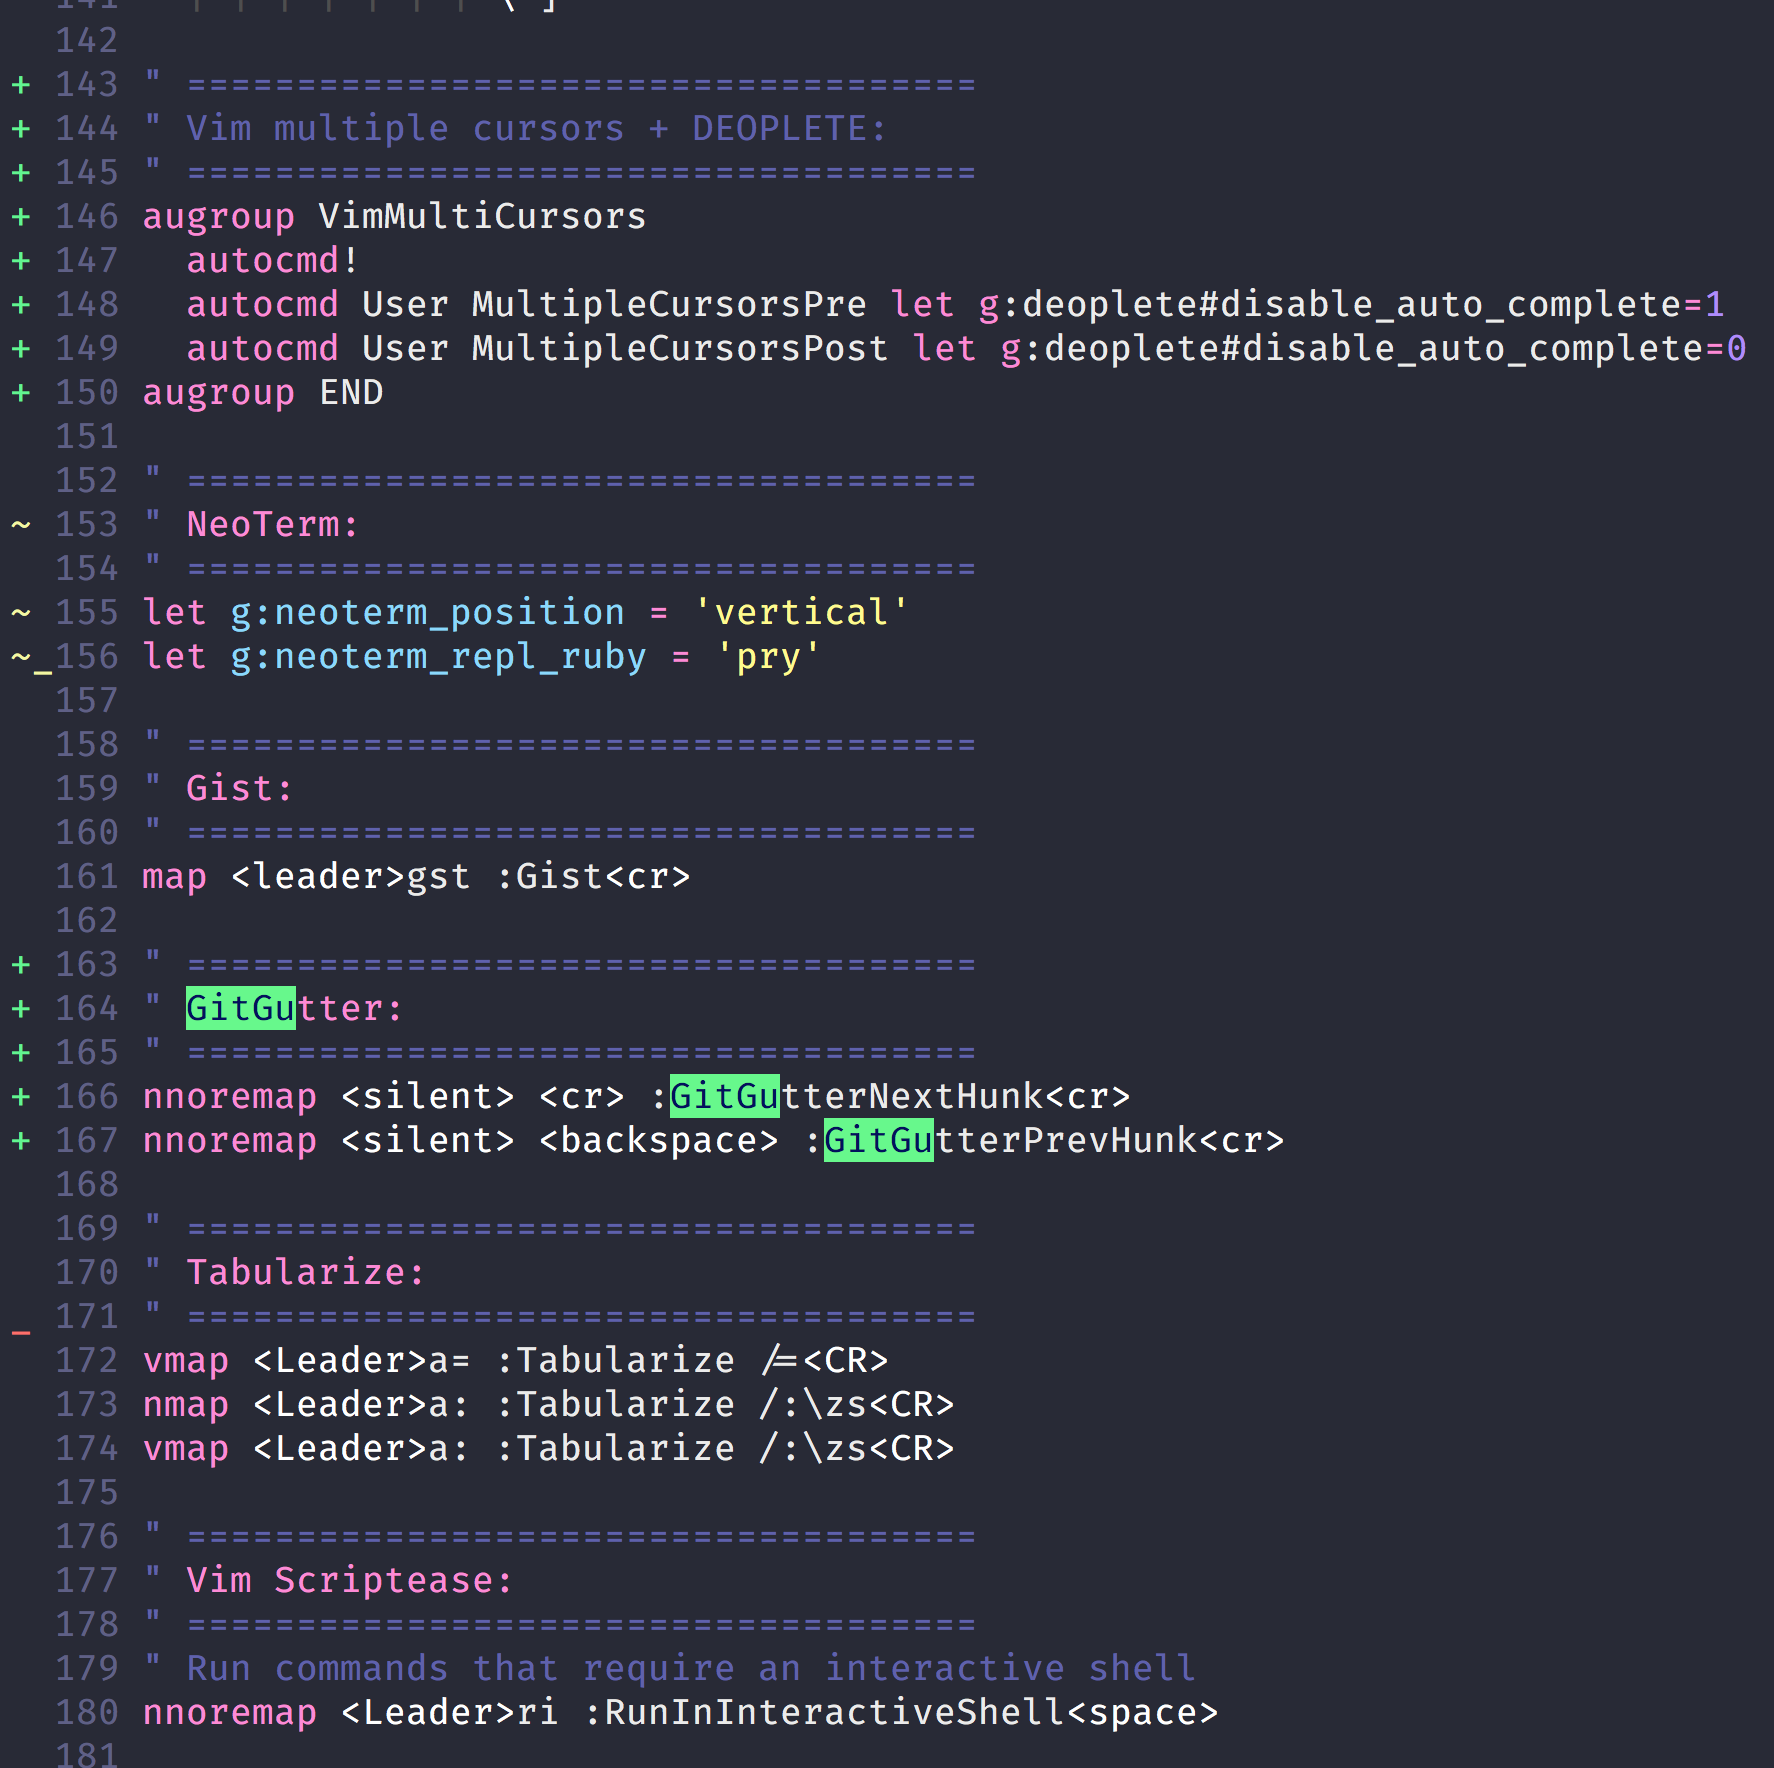 142
+ 143 " ====================================
+ 144 " Vim multiple cursors + DEOPLETE:
+ 145 " ====================================
+ 146 augroup VimMultiCursors
+ 147   autocmd!
+ 148   autocmd User MultipleCursorsPre let g:deoplete#disable_auto_complete=1
+ 149   autocmd User MultipleCursorsPost let g:deoplete#disable_auto_complete=0
+ 150 augroup END
151
152 " ====================================
~ 153 " NeoTerm:
154 " ====================================
~ 155 let g:neoterm_position = 'vertical'
~_156 let g:neoterm_repl_ruby = 'pry'
157
158 " ====================================
159 " Gist:
160 " ====================================
161 map <leader>gst :Gist<cr>
162
+ 163 " ====================================
+ 164 " GitGutter:
+ 165 " ====================================
+ 166 nnoremap <silent> <cr> :GitGutterNextHunk<cr>
+ 167 nnoremap <silent> <backspace> :GitGutterPrevHunk<cr>
168
169 " ====================================
170 " Tabularize:
_ 171 " ====================================
172 vmap <Leader>a= :Tabularize /=<CR>
173 nmap <Leader>a: :Tabularize /:\zs<CR>
174 vmap <Leader>a: :Tabularize /:\zs<CR>
175
176 " ====================================
177 " Vim Scriptease:
178 " ====================================
179 " Run commands that require an interactive shell
180 nnoremap <Leader>ri :RunInInteractiveShell<space>
181